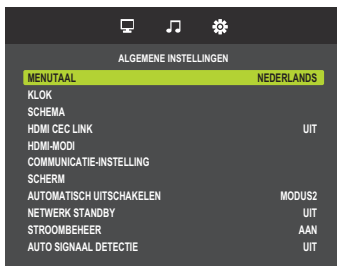 ALGEMENE INSTELLINGEN
MENUTAAL NEDERLANDS
KLOK
SCHEMA
HDMI CEC LINK UIT
HDMI-MODI
COMMUNICATIE-INSTELLING
SCHERM
AUTOMATISCH UITSCHAKELEN MODUS2
NETWERK STANDBY UIT
STROOMBEHEER AAN
AUTO SIGNAAL DETECTIE UIT